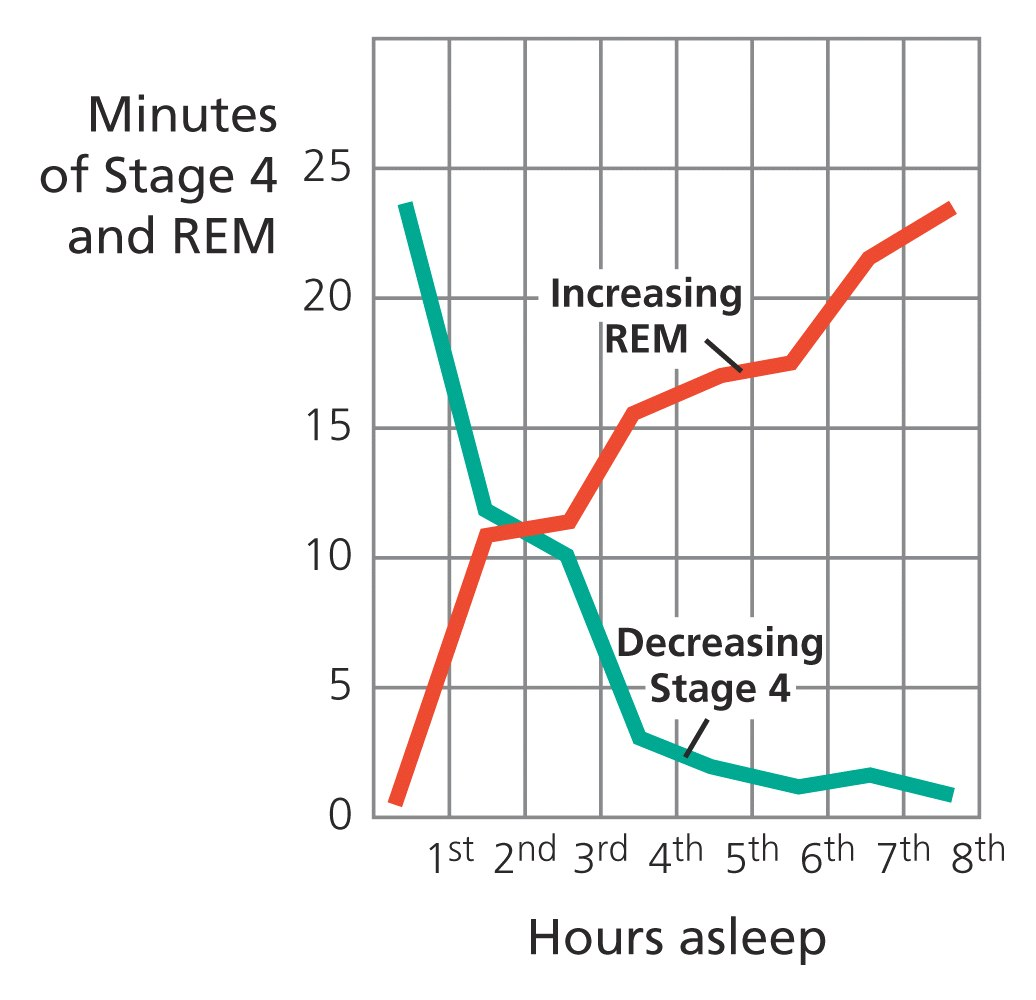 Minutes
of Stage 4
and REM
25
20
15
10
5
0
Increasing
REM
Decreasing
Stage 4
1st 2nd 3rd 4th 5th 6th 7th 8th
Hours asleep